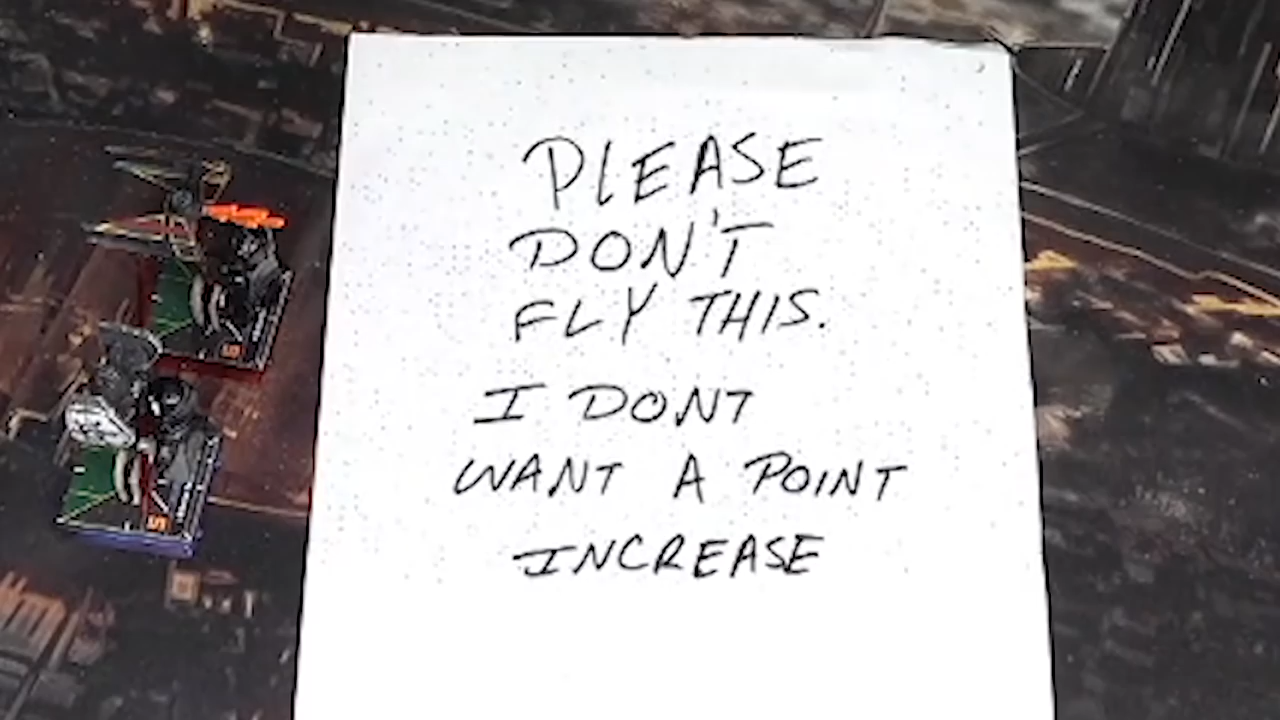 PLEASE
DON'T
FLY THIS.
I DONT
WANT A POINT
INCREASE